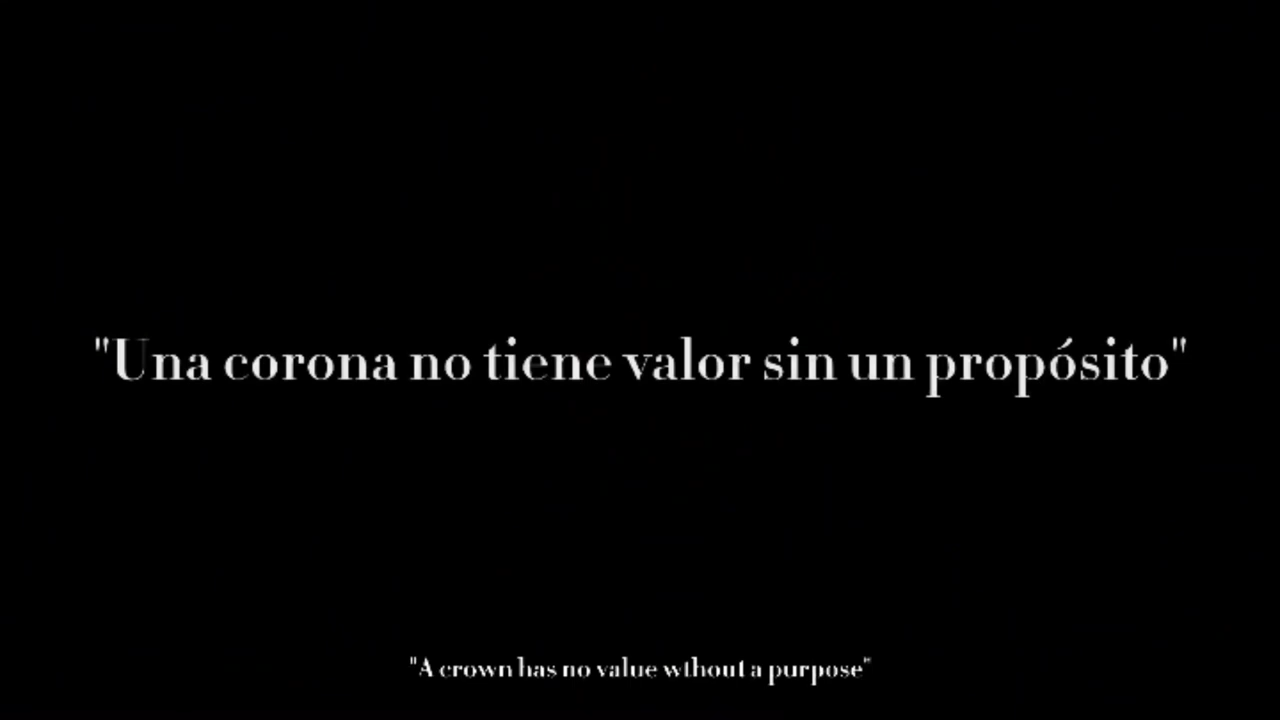 "Una corona no tiene valor sin un propósito"
"A crown has no value wthout a purpose"